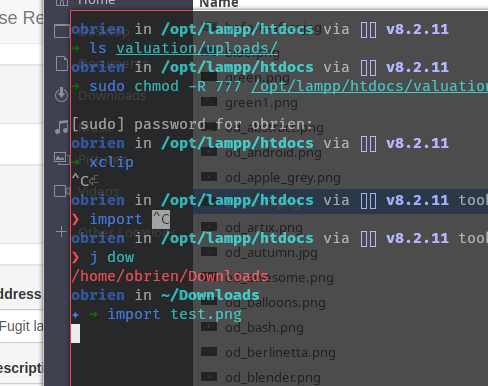 Home
Name
ose Re
obrien in /opt/lampp/htdocs via v8.2.11
➜ ls valuation/uploads/
obrien in /opt/lampp/htdocs via v8.2.11
green.png
➜ sudo chmod -R 777 /opt/lampp/htdocs/valuation
Downloads
green1.png
[sudo] password for obrien:
obrien in /opt/lampp/htdocs via v8.2.11
od_android.png
➜ xclip
^C
od_apple_grey.png
Videos
obrien in /opt/lampp/htdocs via v8.2.11 took
❯ import ^C
od_artix.png
Other Locations
obrien in /opt/lampp/htdocs via v8.2.11 took
❯ j dow
od_autumn.jpg
/home/obrien/Downloads
obrien in ~/Downloads
od_balloons.png
✦ ➜ import test.png
od_bash.png
od_berlinetta.png
od_blender.png
ddress
Fugit la
escripti